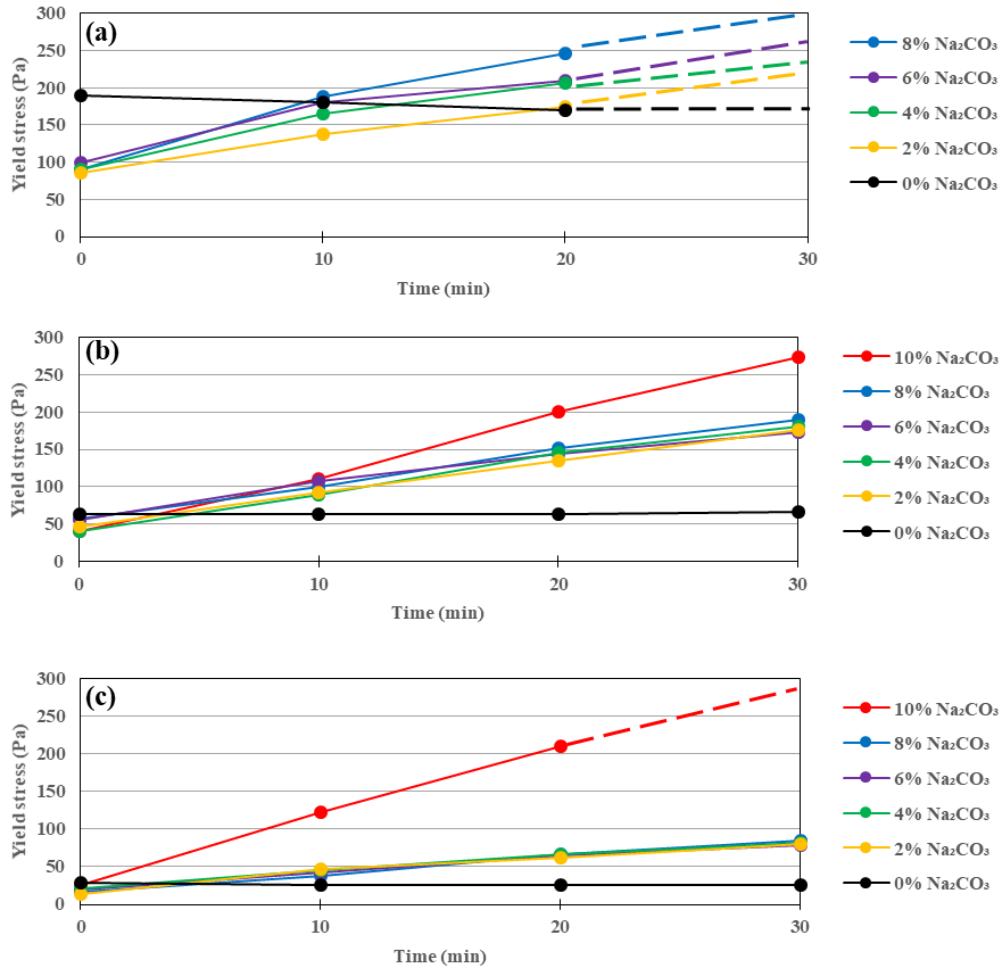 (a)
Yield stress (Pa)
300
250
200
150
100
50
0
0 10 20 30
Time (min)
8% Na₂CO₃
6% Na₂CO₃
4% Na₂CO₃
2% Na₂CO₃
0% Na₂CO₃
(b)
Yield stress (Pa)
300
250
200
150
100
50
0
0 10 20 30
Time (min)
10% Na₂CO₃
8% Na₂CO₃
6% Na₂CO₃
4% Na₂CO₃
2% Na₂CO₃
0% Na₂CO₃
(c)
Yield stress (Pa)
300
250
200
150
100
50
0
0 10 20 30
Time (min)
10% Na₂CO₃
8% Na₂CO₃
6% Na₂CO₃
4% Na₂CO₃
2% Na₂CO₃
0% Na₂CO₃